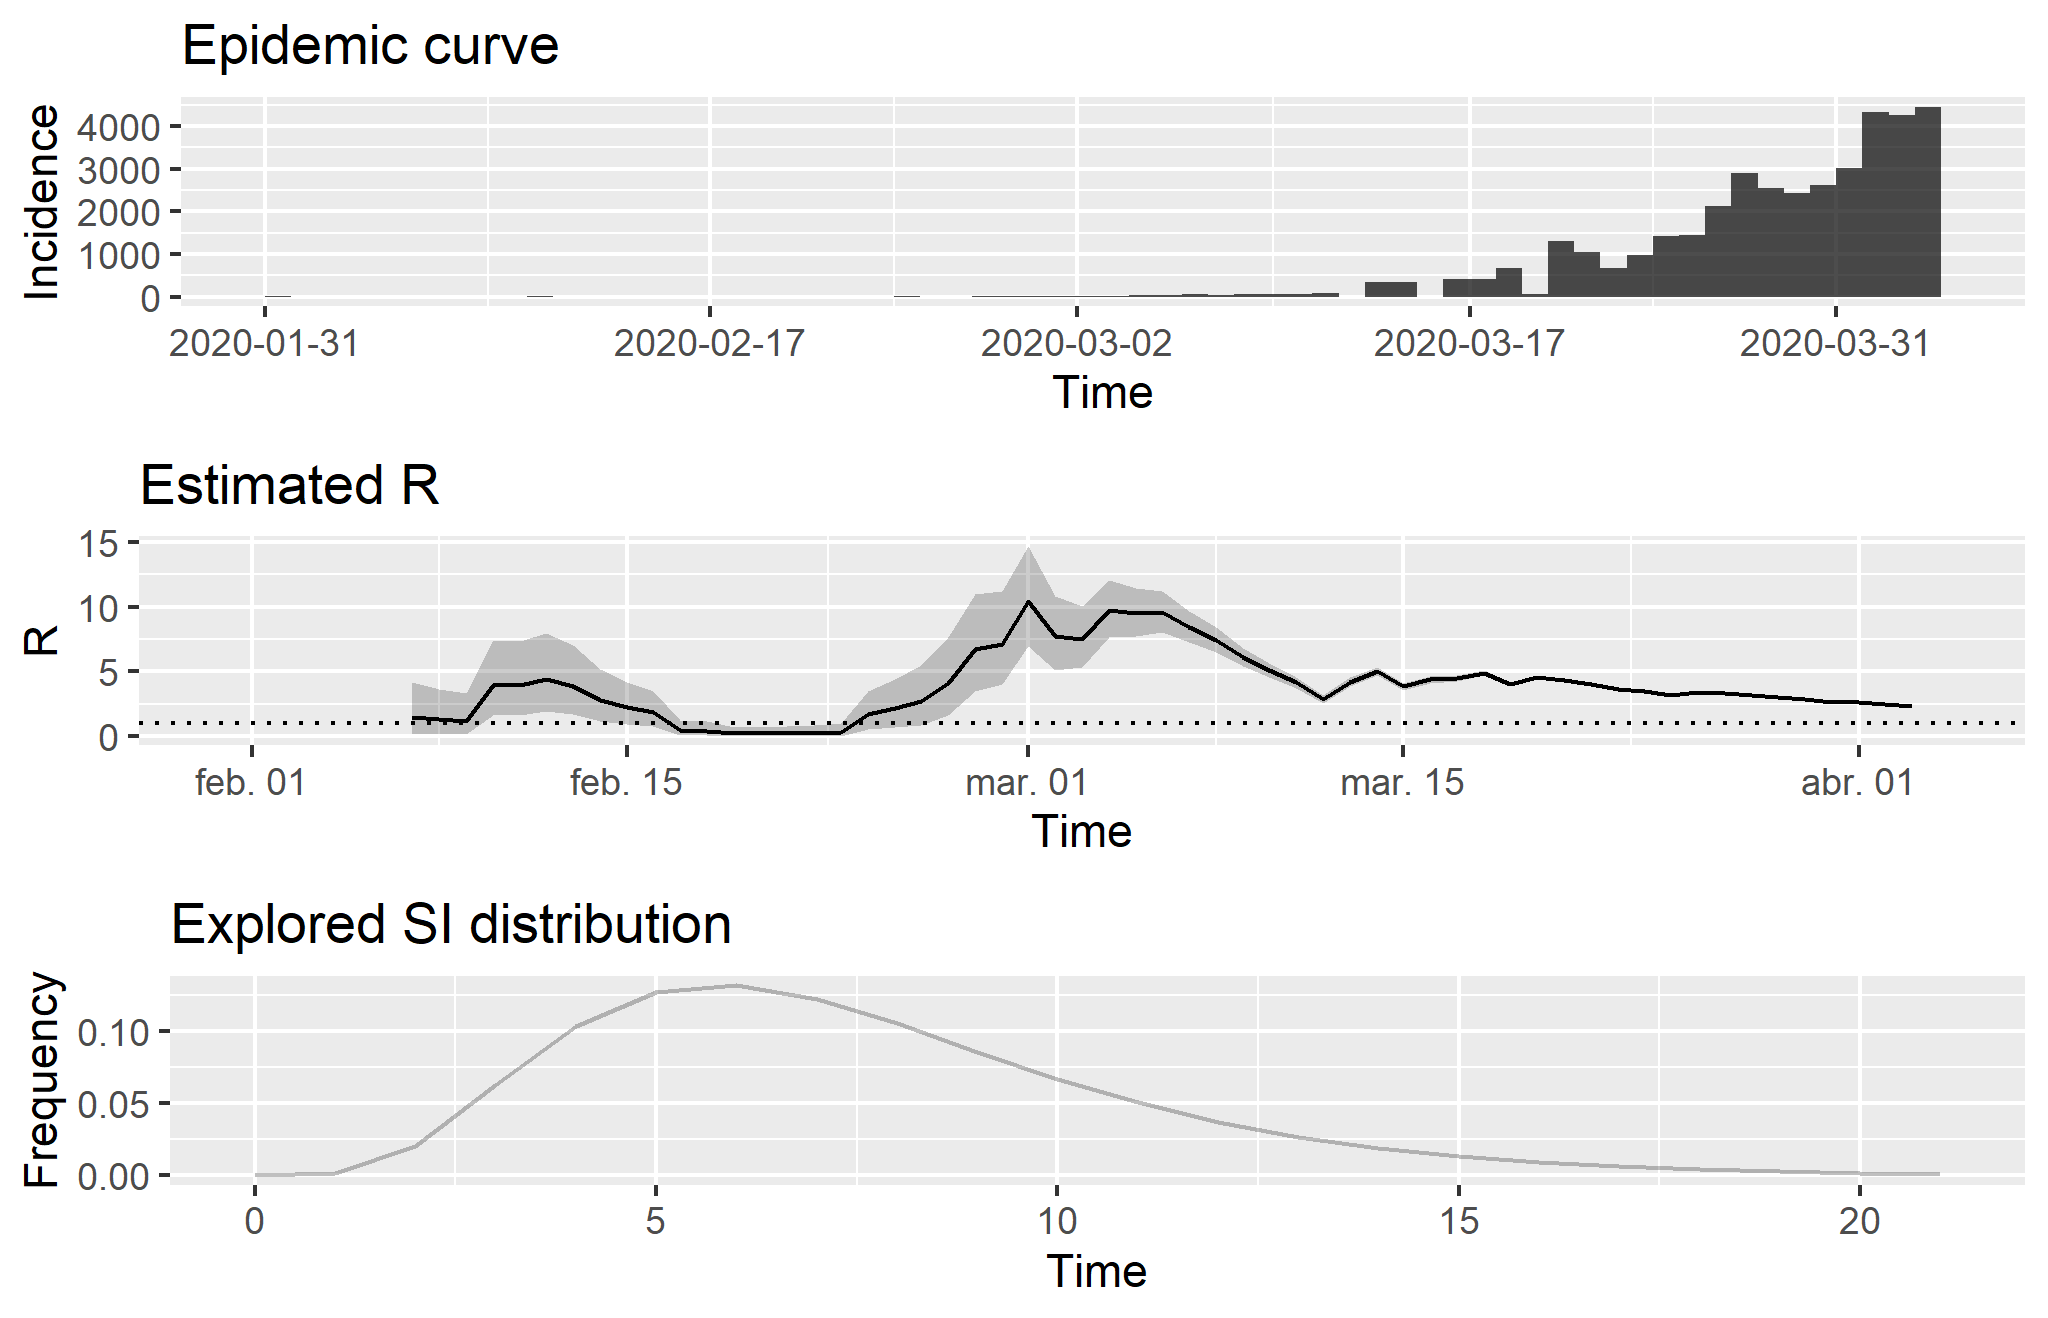 Epidemic curve
Incidence
4000
3000
2000
1000
0
2020-01-31 2020-02-17 2020-03-02 2020-03-17 2020-03-31
Time
Estimated R
R
15
10
5
0
feb. 01 feb. 15 mar. 01 mar. 15 abr. 01
Time
Explored SI distribution
Frequency
0.10
0.05
0.00
0 5 10 15 20
Time